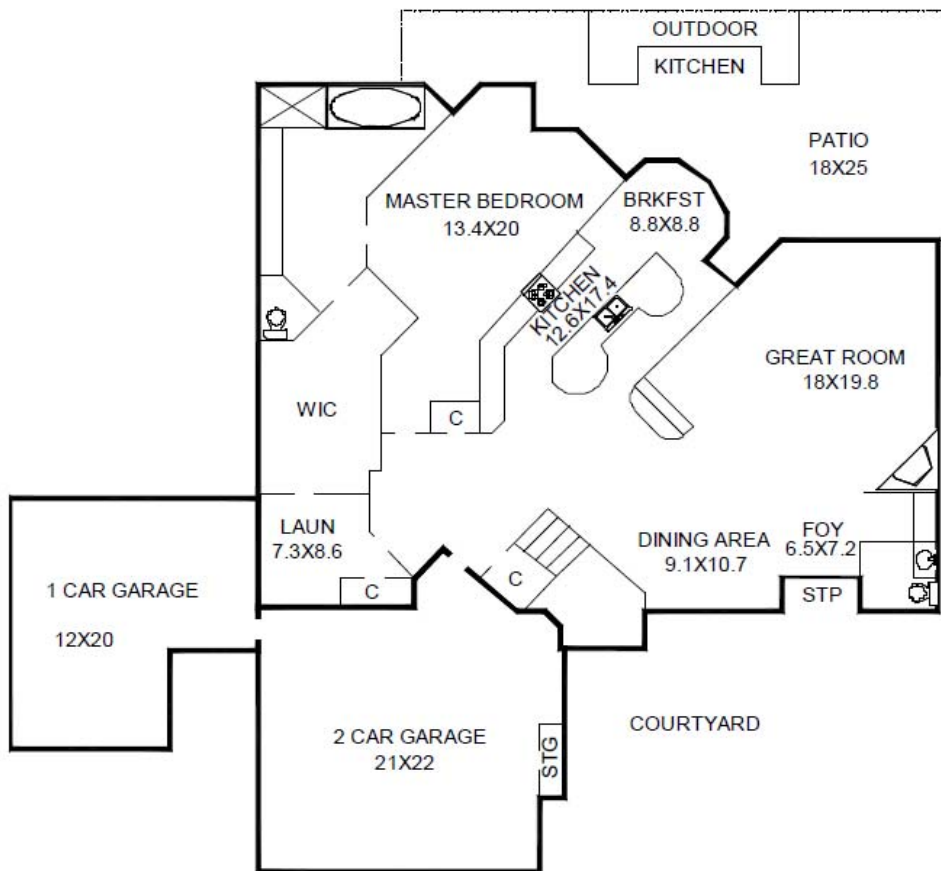 OUTDOOR
KITCHEN
PATIO
18X25
MASTER BEDROOM
13.4X20
BRKFST
8.8X8.8
KITCHEN
12.6X17.4
GREAT ROOM
18X19.8
WIC
C
LAUN
7.3X8.6
C
C
DINING AREA
9.1X10.7
FOY
6.5X7.2
STP
1 CAR GARAGE
12X20
2 CAR GARAGE
21X22
STG
COURTYARD